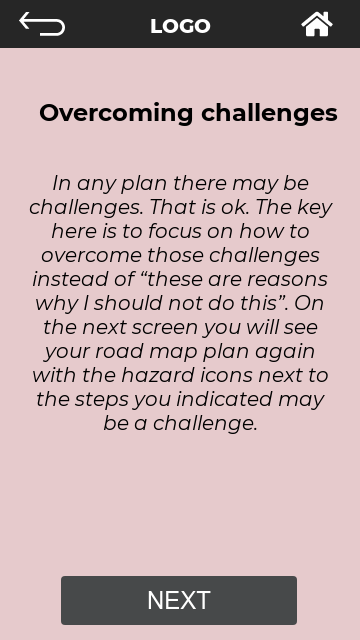 LOGO
Overcoming challenges
In any plan there may be
challenges. That is ok. The key
here is to focus on how to
overcome those challenges
instead of “these are reasons
why I should not do this”. On
the next screen you will see
your road map plan again
with the hazard icons next to
the steps you indicated may
be a challenge.
NEXT